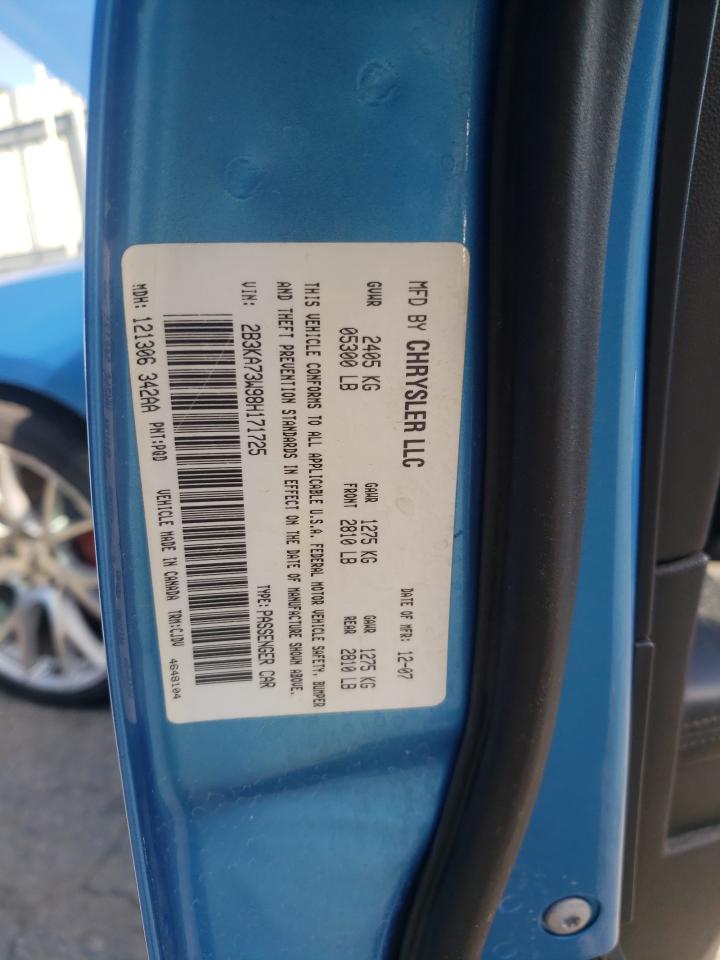 MFD BY CHRYSLER LLC
DATE OF MFR: 12-07
GVWR 2405 KG
05300 LB
GAWR FRONT 1275 KG
2810 LB
GAWR REAR 1275 KG
2810 LB
THIS VEHICLE CONFORMS TO ALL APPLICABLE U.S.A. FEDERAL MOTOR VEHICLE SAFETY, BUMPER
AND THEFT PREVENTION STANDARDS IN EFFECT ON THE DATE OF MANUFACTURE SHOWN ABOVE.
VIN: 2B3KA73W98H171725
TYPE: PASSENGER CAR
MDH: 121306 342AA PNT:PQD VEHICLE MADE IN CANADA TRM:CJDV
4648104